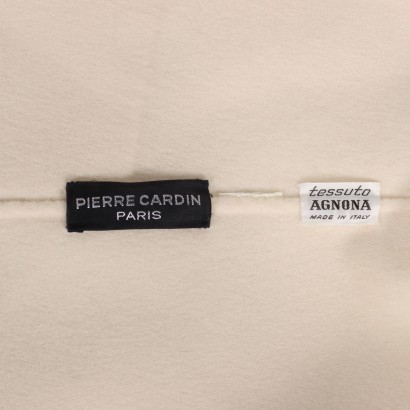 PIERRE CARDIN
PARIS
tessuto
AGNONA
MADE IN ITALY